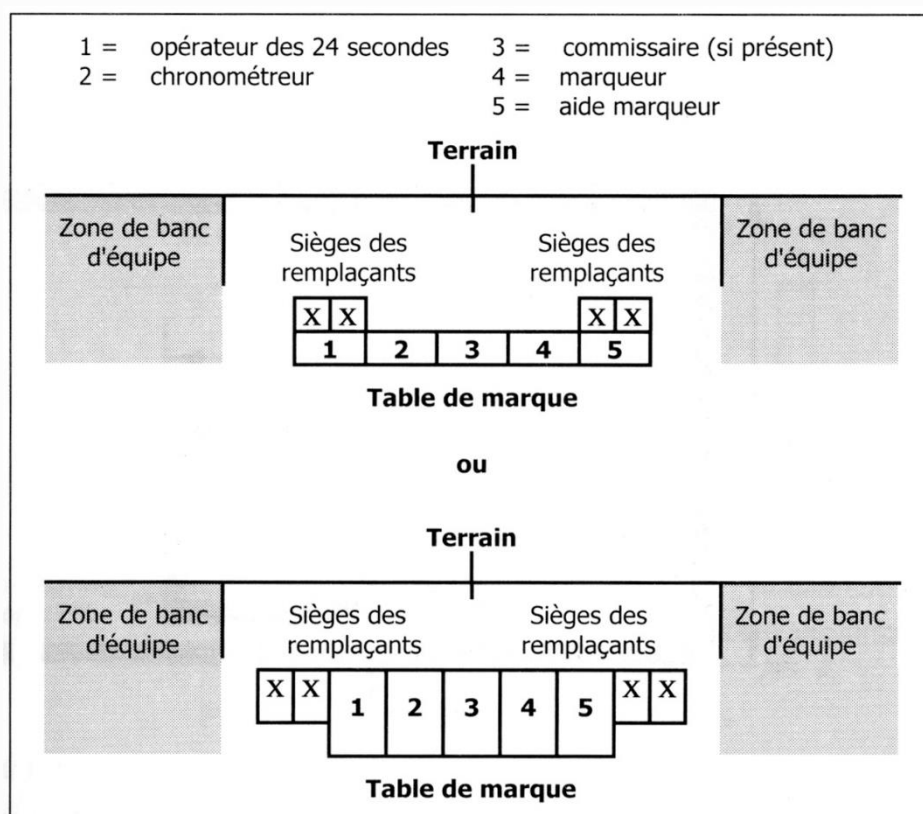 1 = opérateur des 24 secondes 3 = commissaire (si présent)
2 = chronométreur 4 = marqueur
5 = aide marqueur
Terrain
Zone de banc d'équipe
Sièges des remplaçants
Sièges des remplaçants
Zone de banc d'équipe
X X X X
1 2 3 4 5
Table de marque
ou
Terrain
Zone de banc d'équipe
Sièges des remplaçants
Sièges des remplaçants
Zone de banc d'équipe
X X 1 2 3 4 5 X X
Table de marque